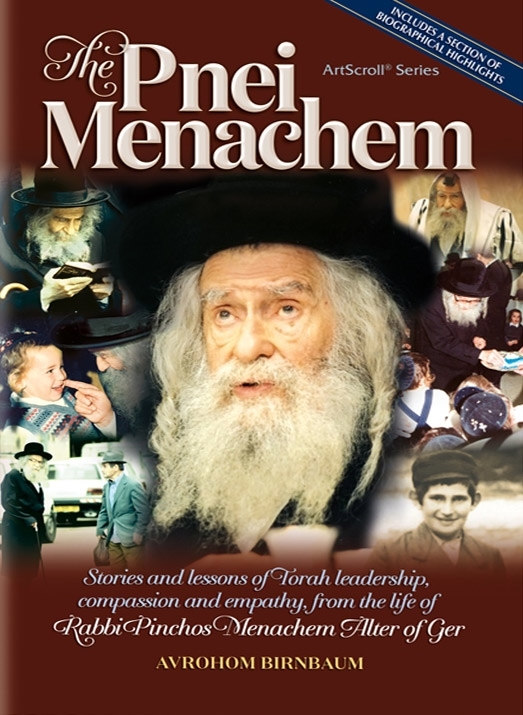 INCLUDES A SECTION OF
BIOGRAPHICAL HIGHLIGHTS
The
Pnei
ArtScroll® Series
Menachem
Stories and lessons of Torah leadership,
compassion and empathy, from the life of
Rabbi Pinchos Menachem Alter of Ger
AVROHOM BIRNBAUM